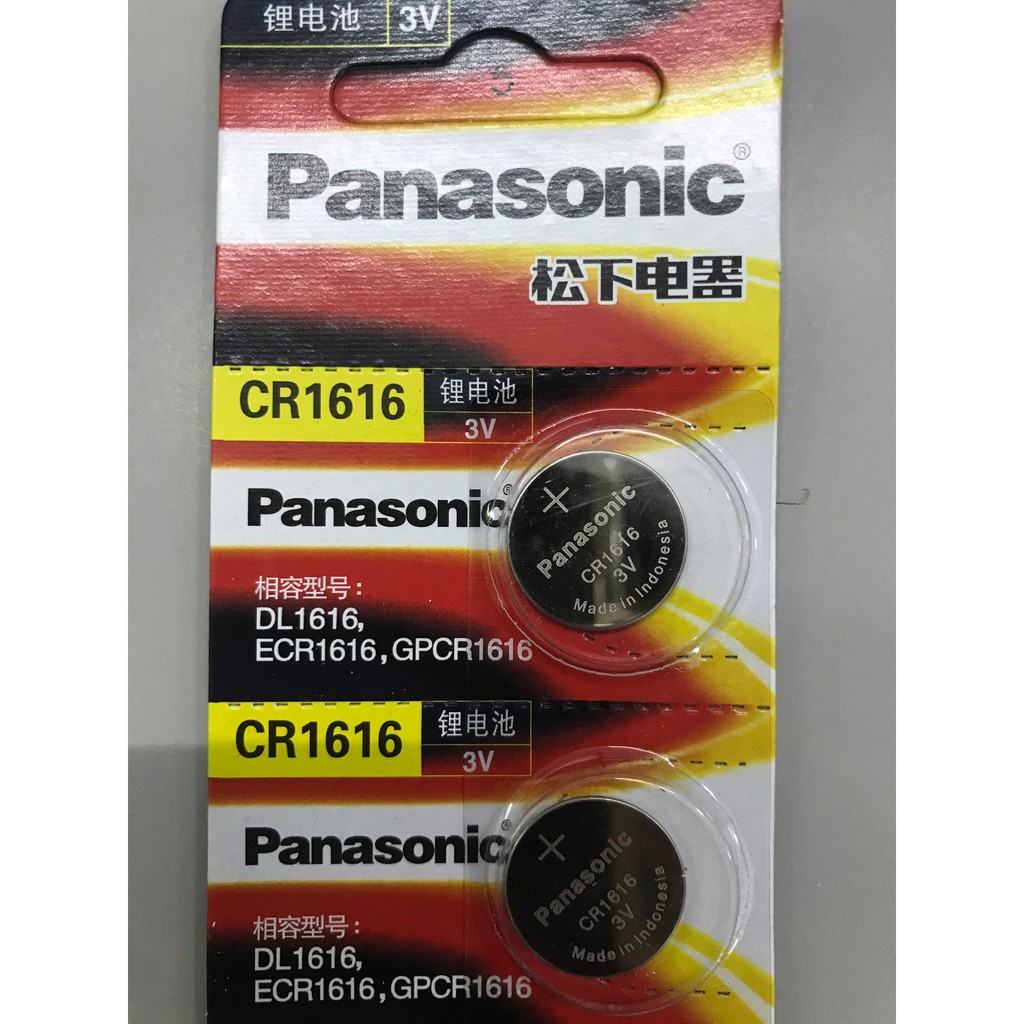 锂电池 3V
5
Panasonic®
松下电器
CR1616 锂电池
3V
Panasonic®
相容型号:
DL1616,
ECR1616, GPCR1616
+
Panasonic
CR1616
3V
Made in Indonesia
CR1616 锂电池
3V
Panasonic®
相容型号:
DL1616,
ECR1616, GPCR1616
+
Panasonic
CR1616
3V
Made in Indonesia